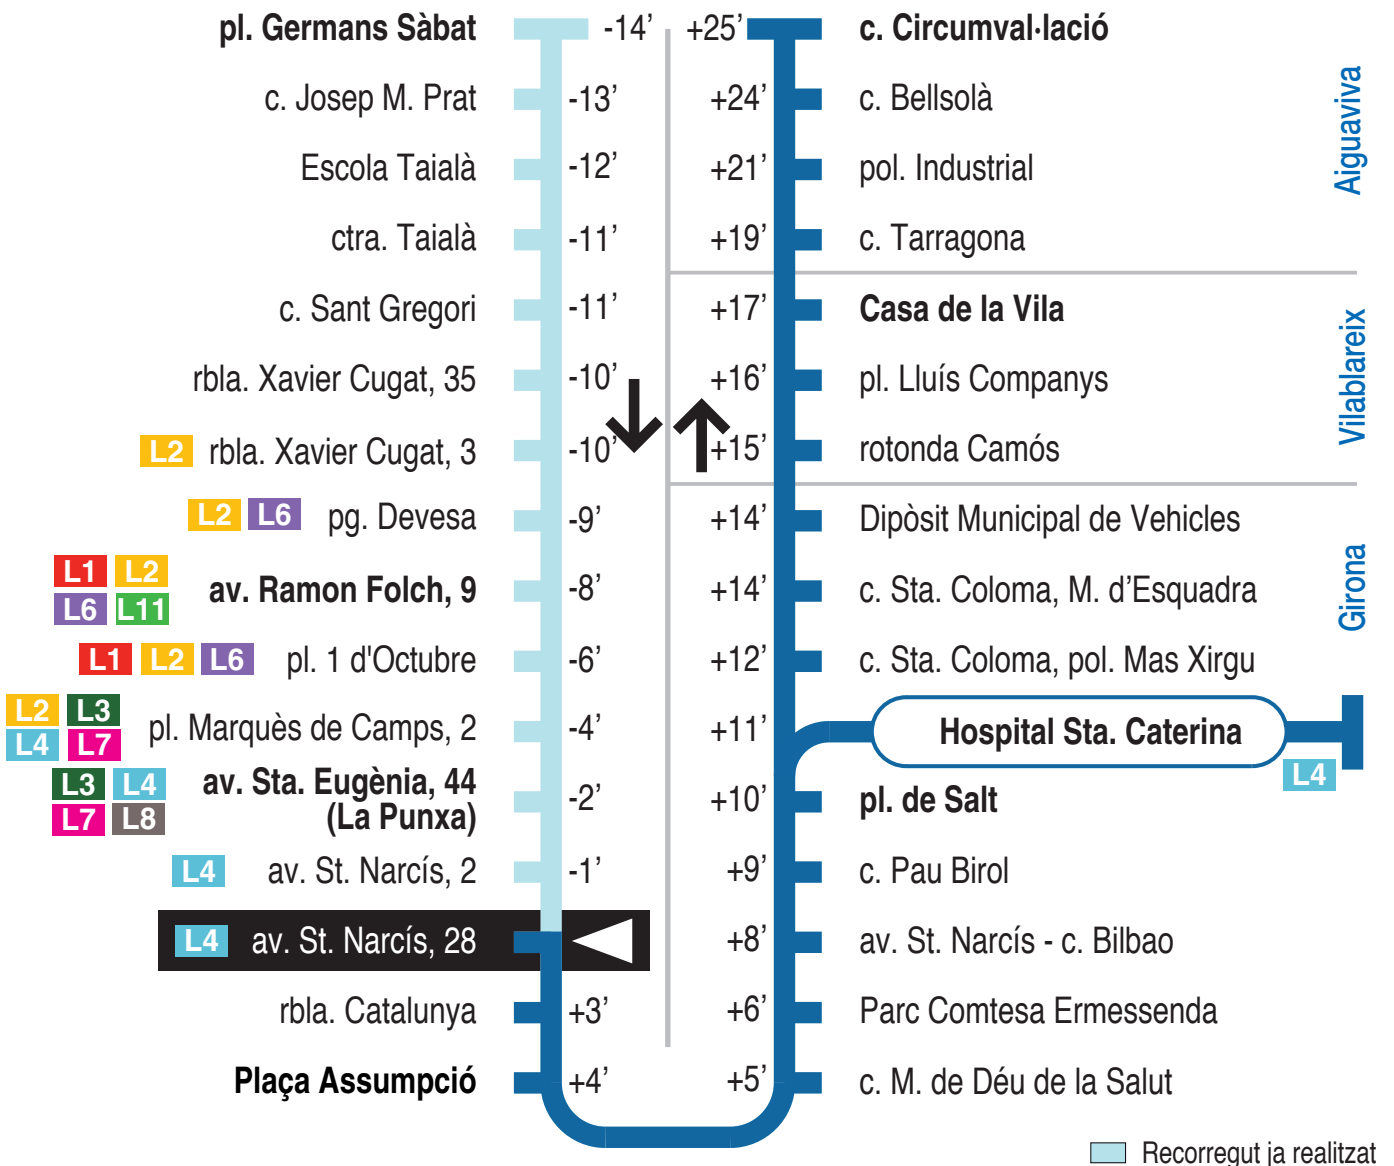 pl. Germans Sàbat -14’
c. Josep M. Prat -13’
Escola Taialà -12’
ctra. Taialà -11’
c. Sant Gregori -11’
rbla. Xavier Cugat, 35 -10’
L2 rbla. Xavier Cugat, 3 -10’
L2 L6 pg. Devesa -9’
L1 L2
L6 L11
av. Ramon Folch, 9 -8’
L1 L2 L6 pl. 1 d'Octubre -6’
L2 L3
L4 L7
pl. Marquès de Camps, 2 -4’
L3 L4
L7 L8
av. Sta. Eugènia, 44
(La Punxa) -2’
L4 av. St. Narcís, 2 -1’
L4 av. St. Narcís, 28
rbla. Catalunya +3’
Plaça Assumpció +4’
+25’ c. Circumval·lació
+24’ c. Bellsolà
+21’ pol. Industrial
+19’ c. Tarragona
Aiguaviva
+17’ Casa de la Vila
+16’ pl. Lluís Companys
+15’ rotonda Camós
Vilablareix
+14’ Dipòsit Municipal de Vehicles
+14’ c. Sta. Coloma, M. d’Esquadra
+12’ c. Sta. Coloma, pol. Mas Xirgu
Girona
+11’ Hospital Sta. Caterina
L4
+10’ pl. de Salt
+9’ c. Pau Birol
+8’ av. St. Narcís - c. Bilbao
+6’ Parc Comtesa Ermessenda
+5’ c. M. de Déu de la Salut
Recorregut ja realitzat